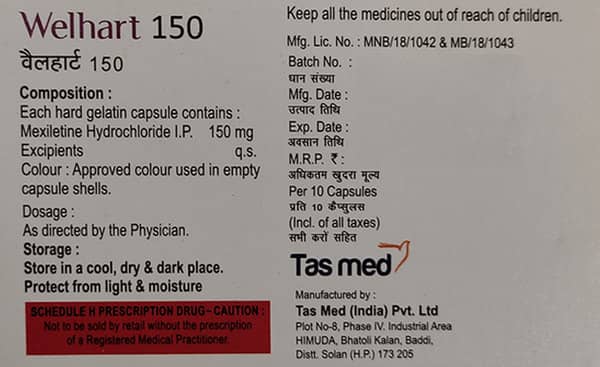 Welhart 150
वैलहार्ट 150
Composition :
Each hard gelatin capsule contains :
Mexiletine Hydrochloride I.P. 150 mg
Excipients q.s.
Colour : Approved colour used in empty
capsule shells.
Dosage :
As directed by the Physician.
Storage :
Store in a cool, dry & dark place.
Protect from light & moisture
SCHEDULE H PRESCRIPTION DRUG– CAUTION :
Not to be sold by retail without the prescription
of a Registered Medical Practitioner.
Keep all the medicines out of reach of children.
Mfg. Lic. No. : MNB/18/1042 & MB/18/1043
Batch No. :
घान संख्या
Mfg. Date :
उत्पाद तिथि
Exp. Date :
अवसान तिथि
M.R.P. ₹ :
अधिकतम खुदरा मूल्य
Per 10 Capsules
प्रति 10 कैप्सुलस
(Incl. of all taxes)
सभी करों सहित
Tas med
Manufactured by :
Tas Med (India) Pvt. Ltd
Plot No-8, Phase IV. Industrial Area
HIMUDA, Bhatoli Kalan, Baddi,
Distt. Solan (H.P.) 173 205